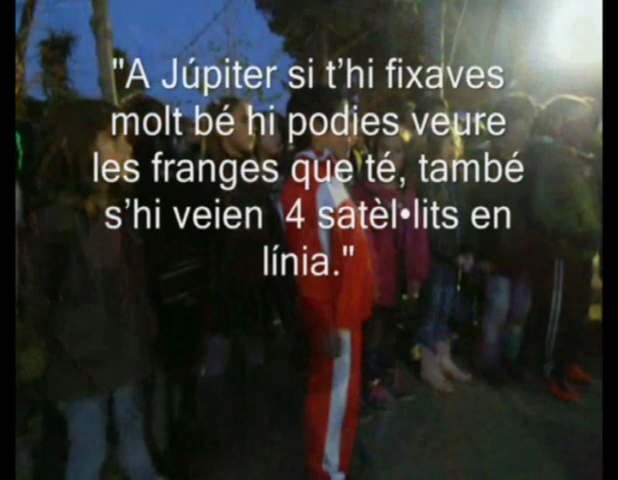 "A Júpiter si t'hi fixaves
molt bé hi podies veure
les franges que té, també
s'hi veien  4 satèl•lits en
línia."